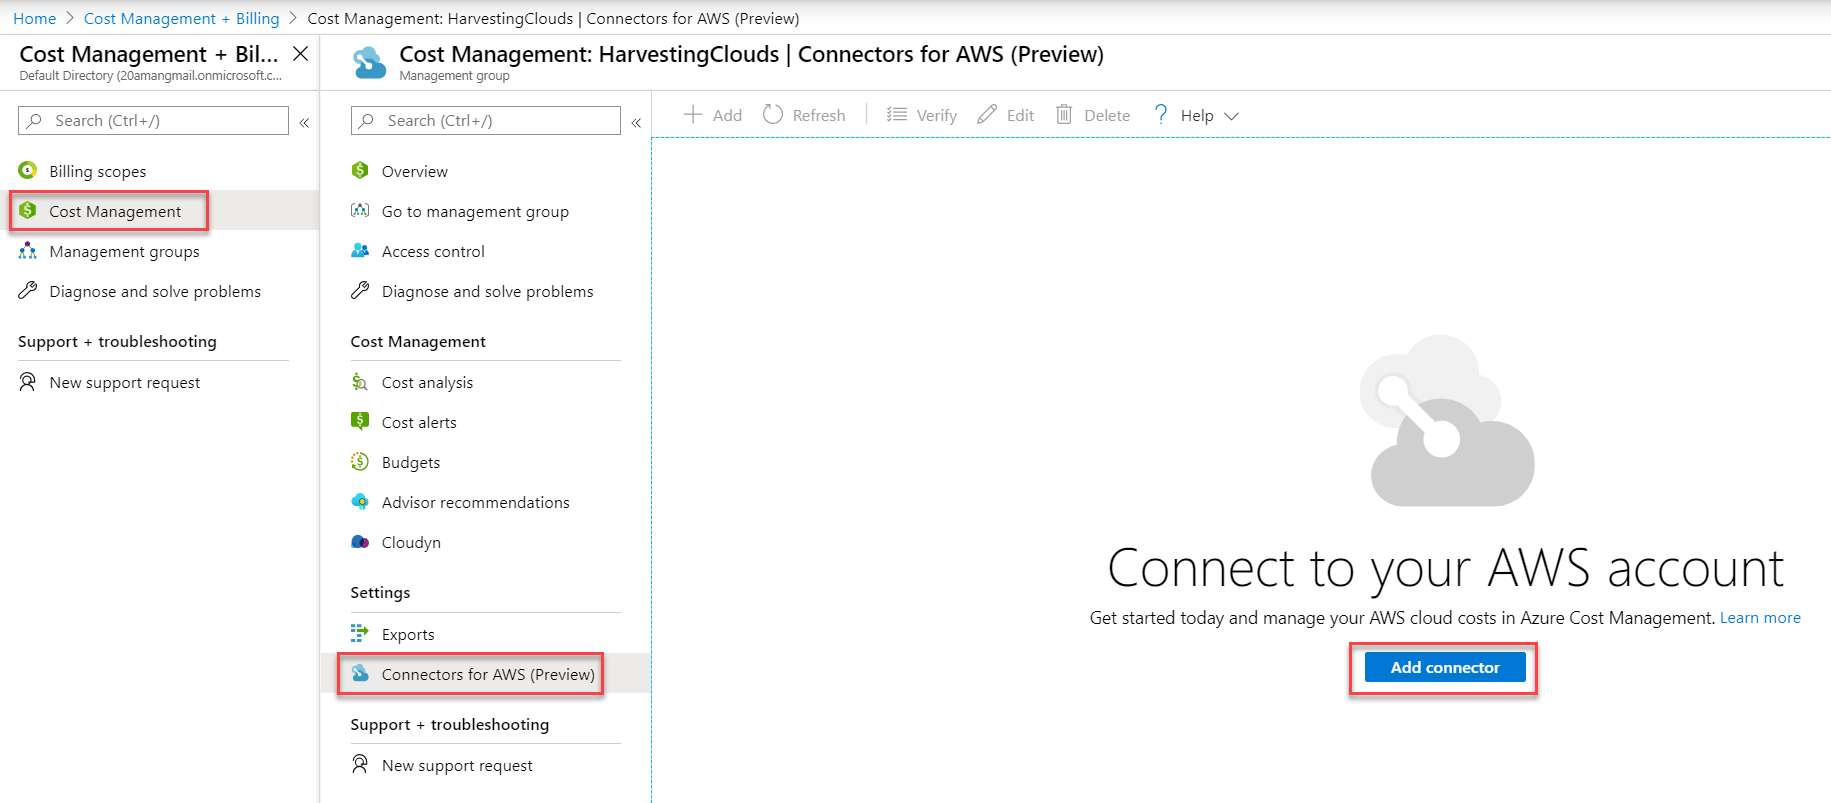 Home > Cost Management + Billing > Cost Management: HarvestingClouds | Connectors for AWS (Preview)
Cost Management + Bil...
Default Directory (20amangmail.onmicrosoft.c...
Search (Ctrl+/)
Billing scopes
Cost Management
Management groups
Diagnose and solve problems
Support + troubleshooting
New support request
Cost Management: HarvestingClouds | Connectors for AWS (Preview)
Management group
Search (Ctrl+/)
Overview
Go to management group
Access control
Diagnose and solve problems
Cost Management
Cost analysis
Cost alerts
Budgets
Advisor recommendations
Cloudyn
Settings
Exports
Connectors for AWS (Preview)
Support + troubleshooting
New support request
Add Refresh Verify Edit Delete ? Help
Connect to your AWS account
Get started today and manage your AWS cloud costs in Azure Cost Management. Learn more
Add connector